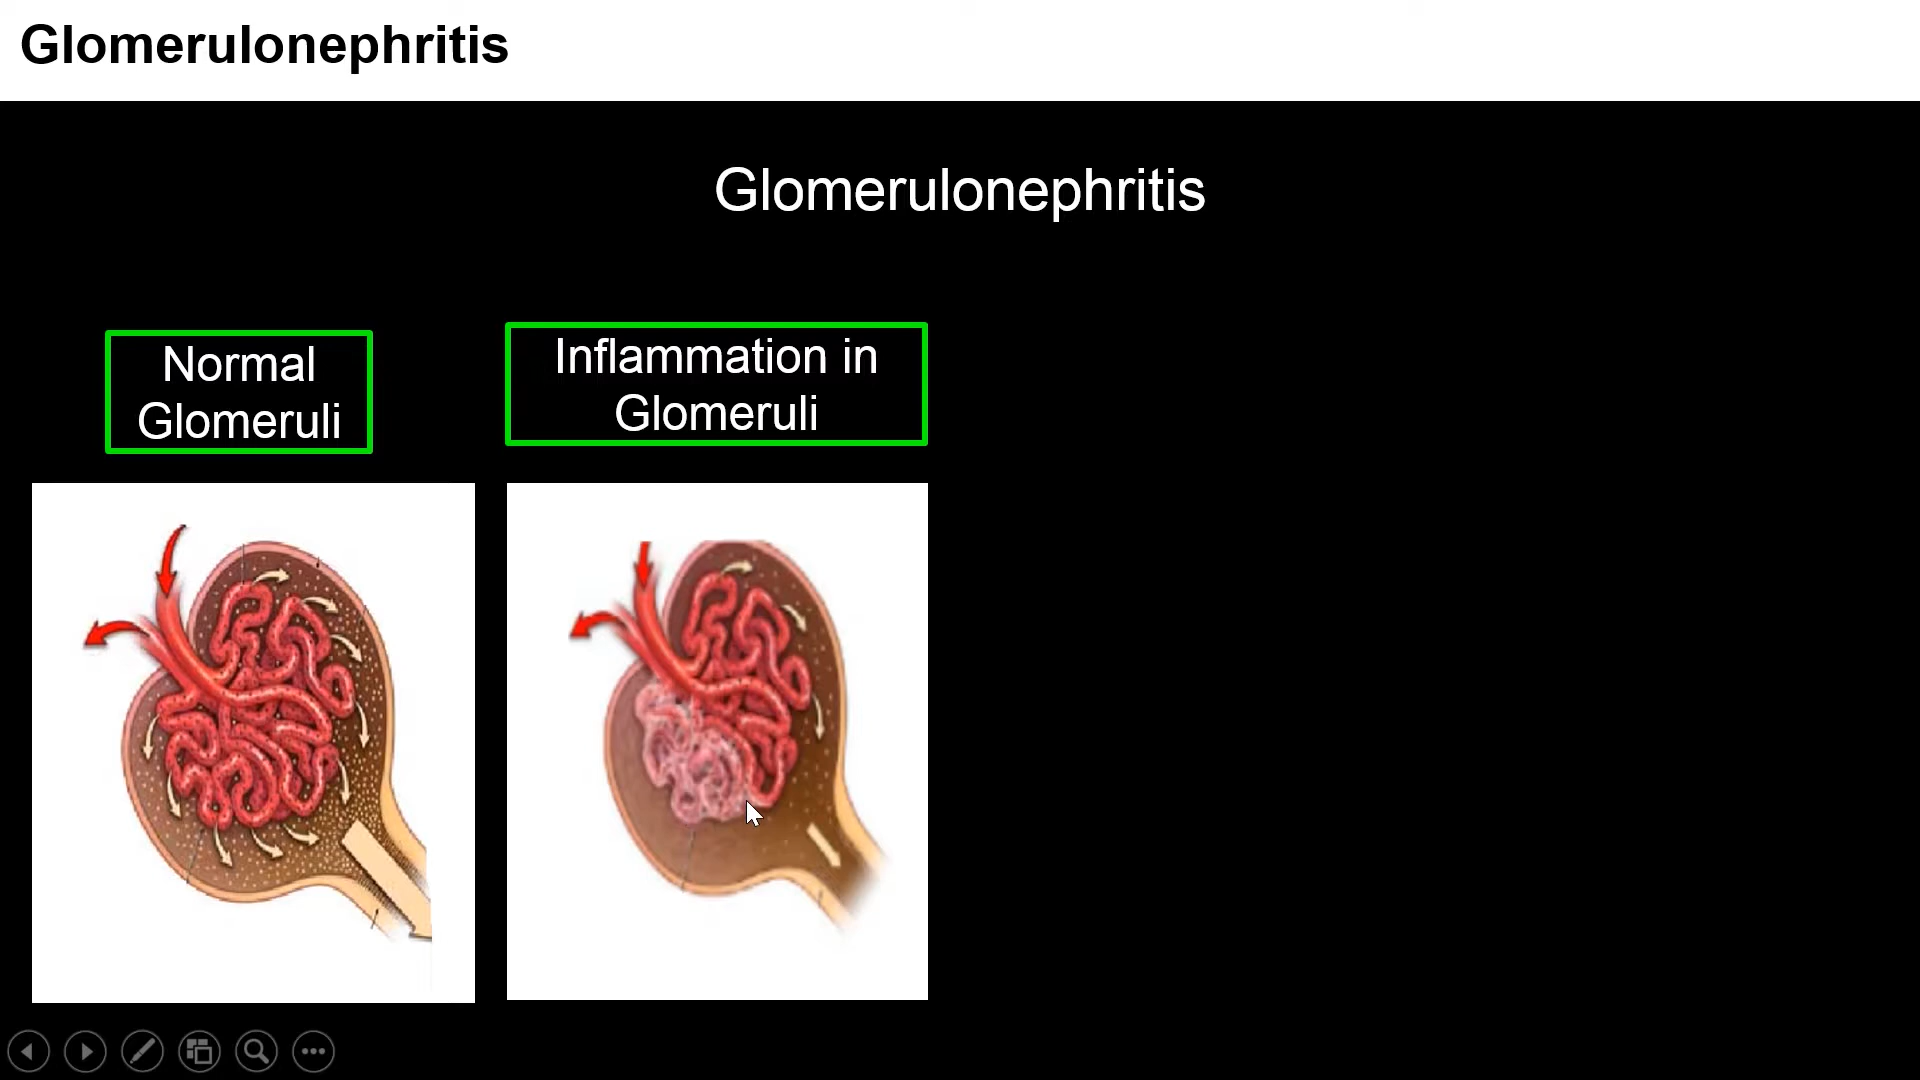 Glomerulonephritis
Glomerulonephritis
Normal
Glomeruli
Inflammation in
Glomeruli